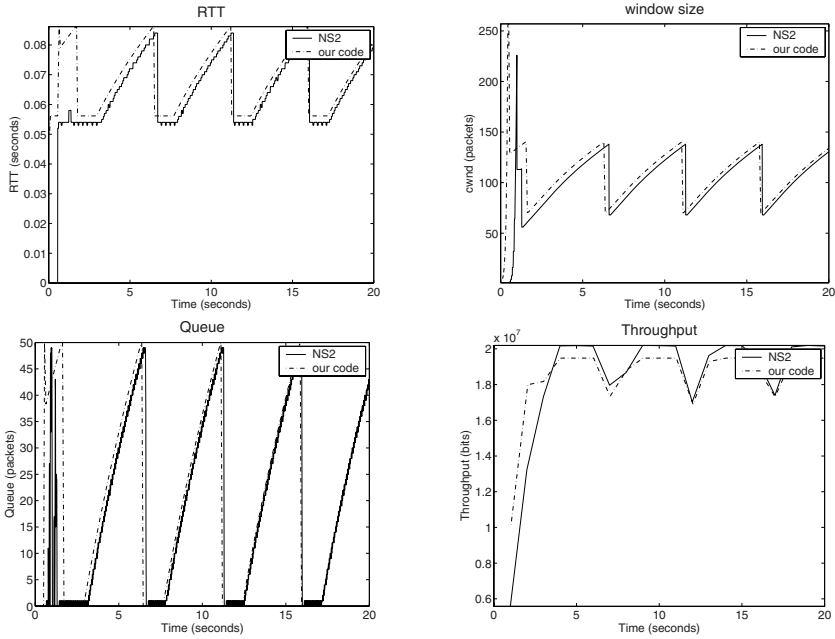 RTT
NS2
our code
0.08
0.07
0.06
0.05
0.04
0.03
0.02
0.01
0
RTT (seconds)
0
5
10
15
20
Time (seconds)
window size
NS2
our code
250
200
150
100
50
cwnd (packets)
0
5
10
15
20
Time (seconds)
Queue
NS2
our code
50
45
40
35
30
25
20
15
10
5
0
Queue (packets)
0
5
10
15
20
Time (seconds)
Throughput
x 10^7
NS2
our code
2
1.8
1.6
1.4
1.2
1
0.8
0.6
Throughput (bits)
0
5
10
15
20
Time (seconds)